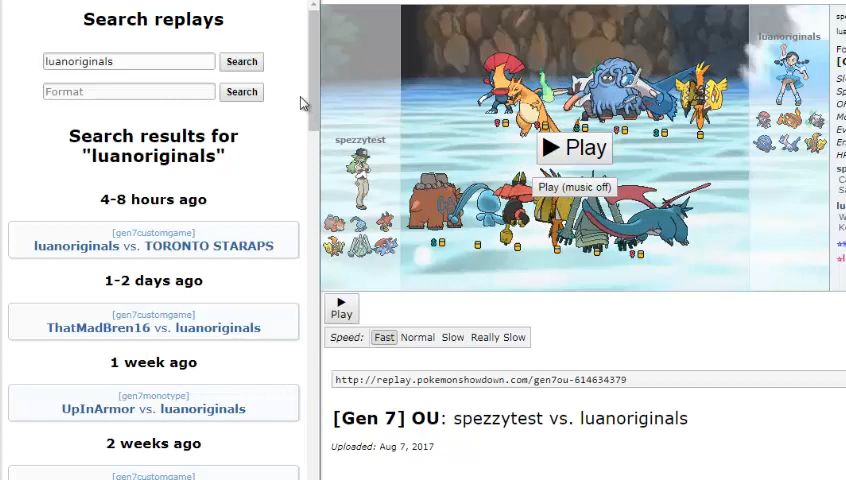 Search replays
luanoriginals
Search
Format
Search
Search results for
"luanoriginals"
4-8 hours ago
[gen7customgame]
luanoriginals vs. TORONTO STARAPS
1-2 days ago
[gen7customgame]
ThatMadBren16 vs. luanoriginals
1 week ago
[gen7monotype]
UpInArmor vs. luanoriginals
2 weeks ago
[gen7customgame]
spezzytest
luanoriginals
Play
Play (music off)
Play
Speed: Fast Normal Slow Really Slow
http://replay.pokemonshowdown.com/gen7ou-614634379
[Gen 7] OU: spezzytest vs. luanoriginals
Uploaded: Aug 7, 2017